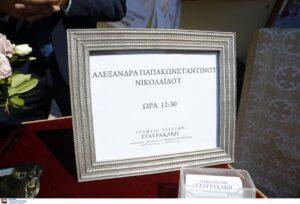 ΑΛΕΞΑΝΔΡΑ ΠΑΠΑΚΩΝΣΤΑΝΤΙΝΟΥ
ΝΙΚΟΛΑΪΔΟΥ
ΩΡΑ 12:30
ΓΡΑΦΕΙΑ ΤΕΛΕΤΩΝ
ΣΤΑΥΡΑΚΑΚΗ
ΣΤΑΥΡΑΚΑΚΗ